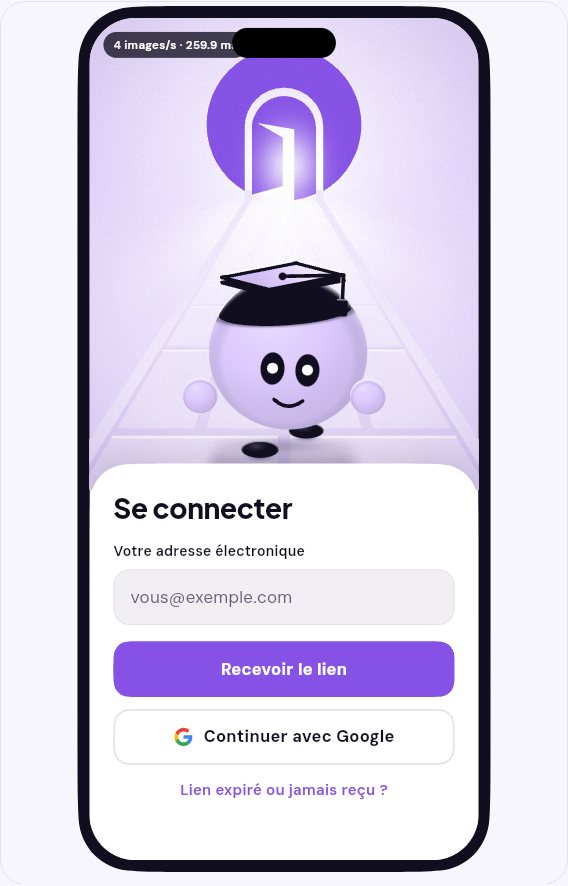 4 images/s · 259.9 m
Se connecter
Votre adresse électronique
vous@exemple.com
Recevoir le lien
Continuer avec Google
Lien expiré ou jamais reçu ?